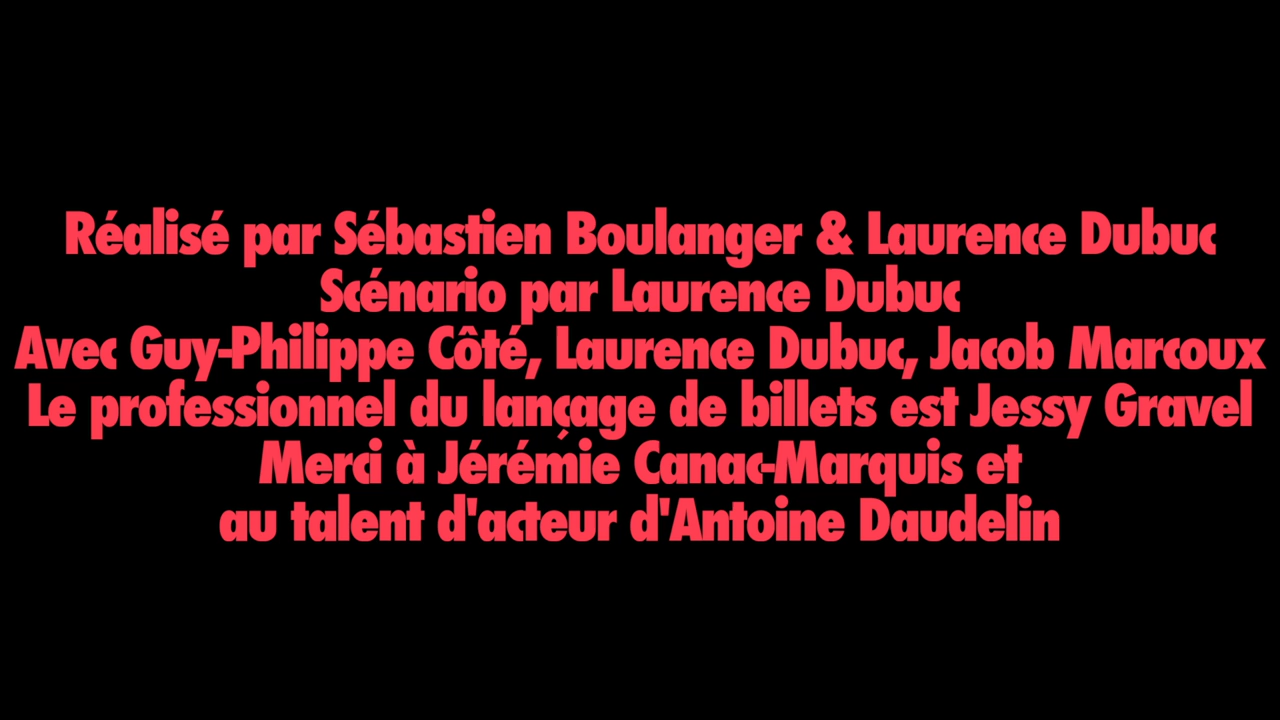 Réalisé par Sébastien Boulanger & Laurence Dubuc
Scénario par Laurence Dubuc
Avec Guy-Philippe Côté, Laurence Dubuc, Jacob Marcoux
Le professionnel du lançage de billets est Jessy Gravel
Merci à Jérémie Canac-Marquis et
au talent d'acteur d'Antoine Daudelin